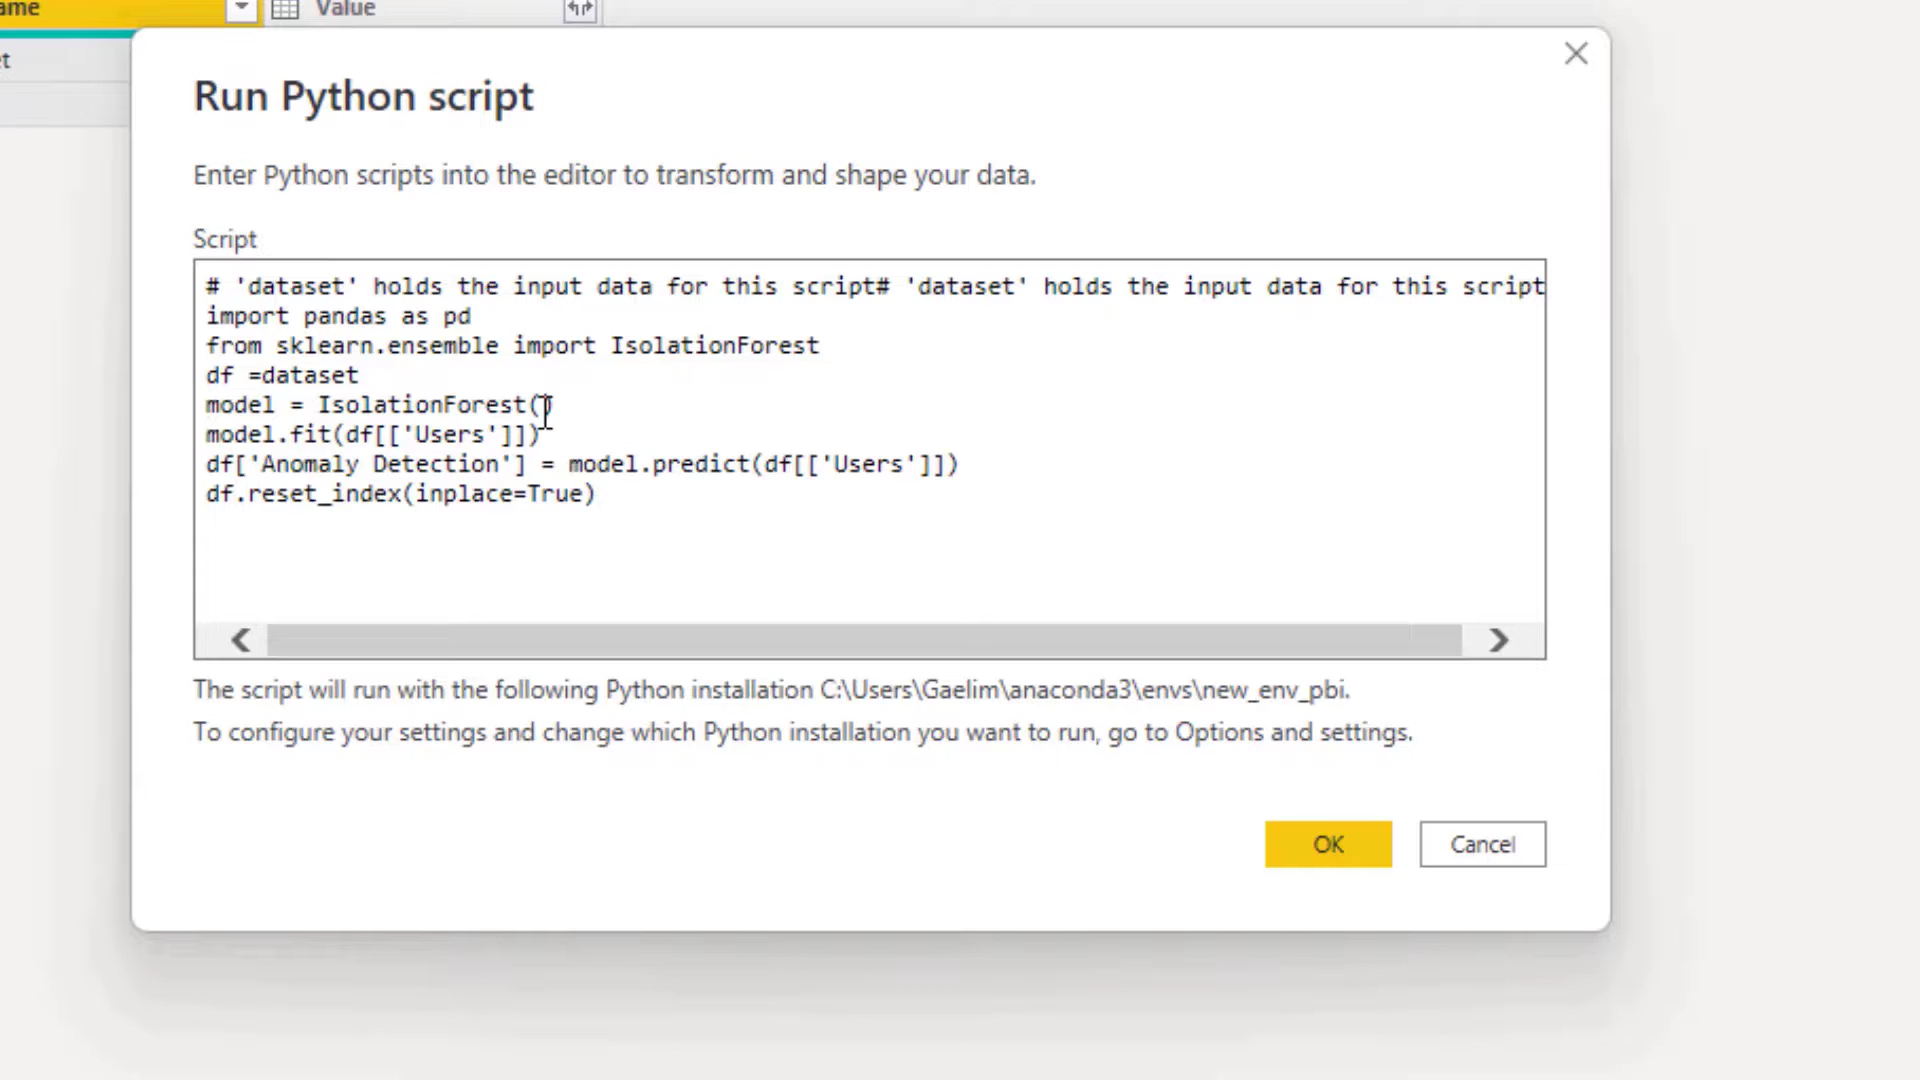 ame
Value
et
Run Python script
Enter Python scripts into the editor to transform and shape your data.
Script
# 'dataset' holds the input data for this script# 'dataset' holds the input data for this script
import pandas as pd
from sklearn.ensemble import IsolationForest
df =dataset
model = IsolationForest()
model.fit(df[['Users']])
df['Anomaly Detection'] = model.predict(df[['Users']])
df.reset_index(inplace=True)
The script will run with the following Python installation C:\Users\Gaelim\anaconda3\envs\new_env_pbi.
To configure your settings and change which Python installation you want to run, go to Options and settings.
OK
Cancel